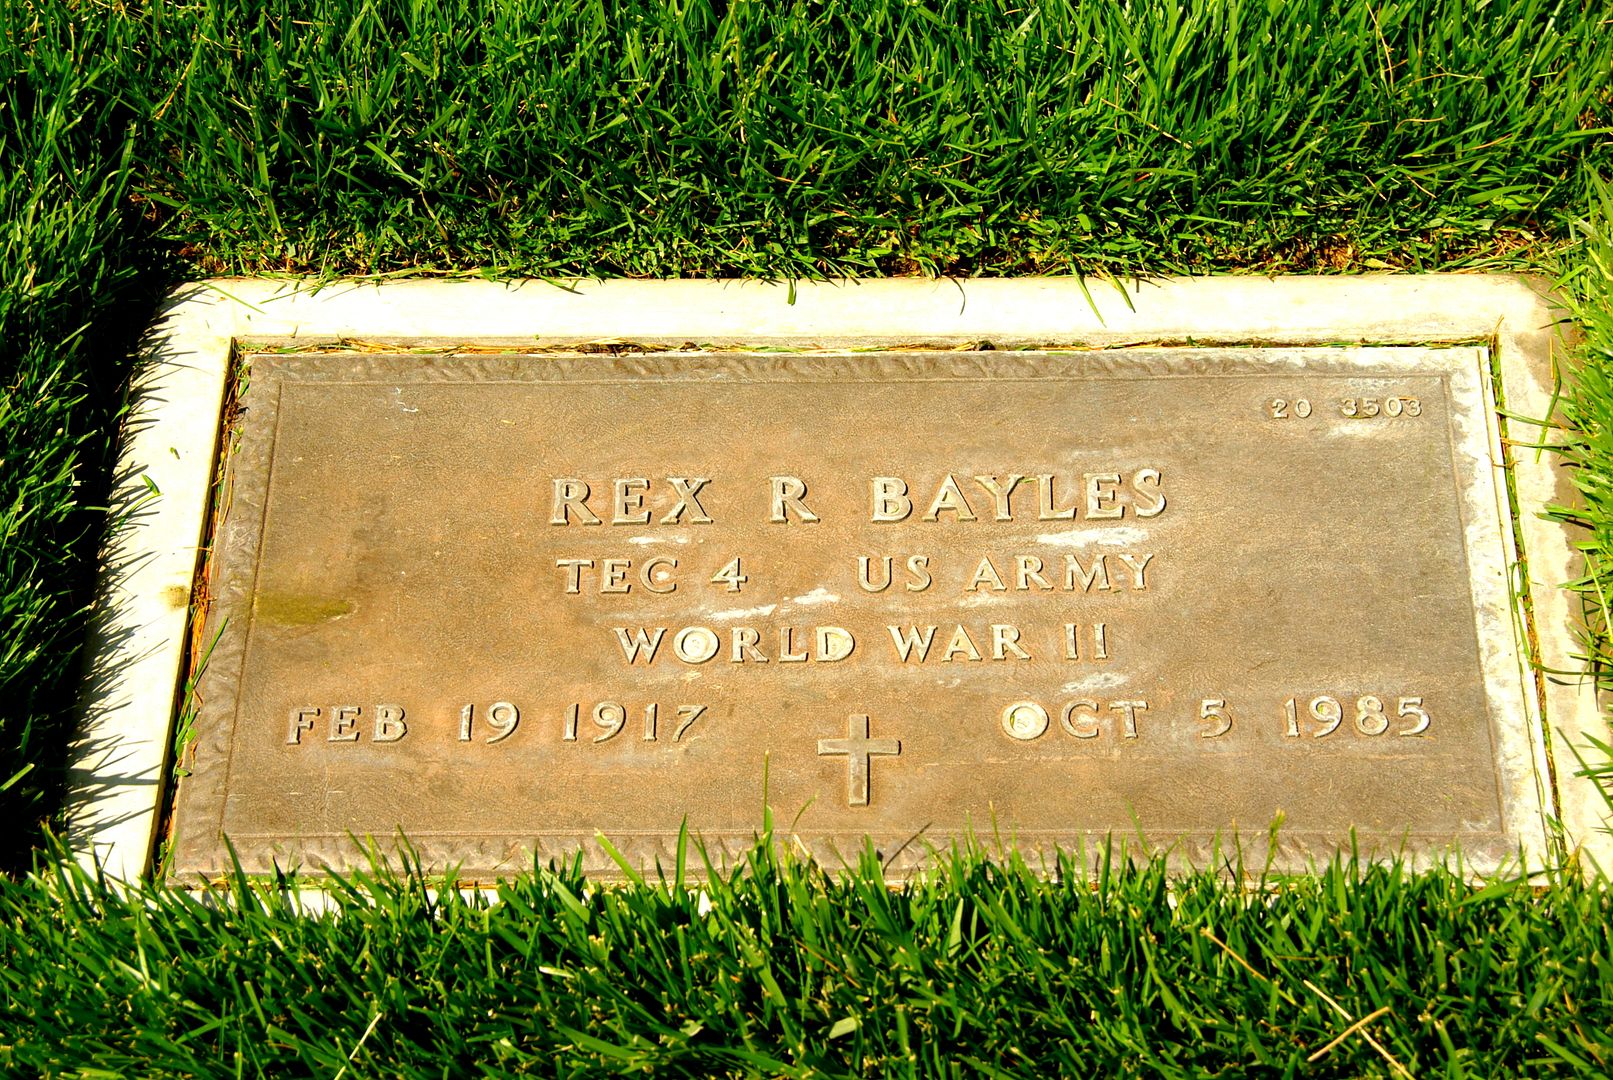 20 3503
REX R BAYLES
TEC 4 US ARMY
WORLD WAR II
FEB 19 1917 OCT 5 1985